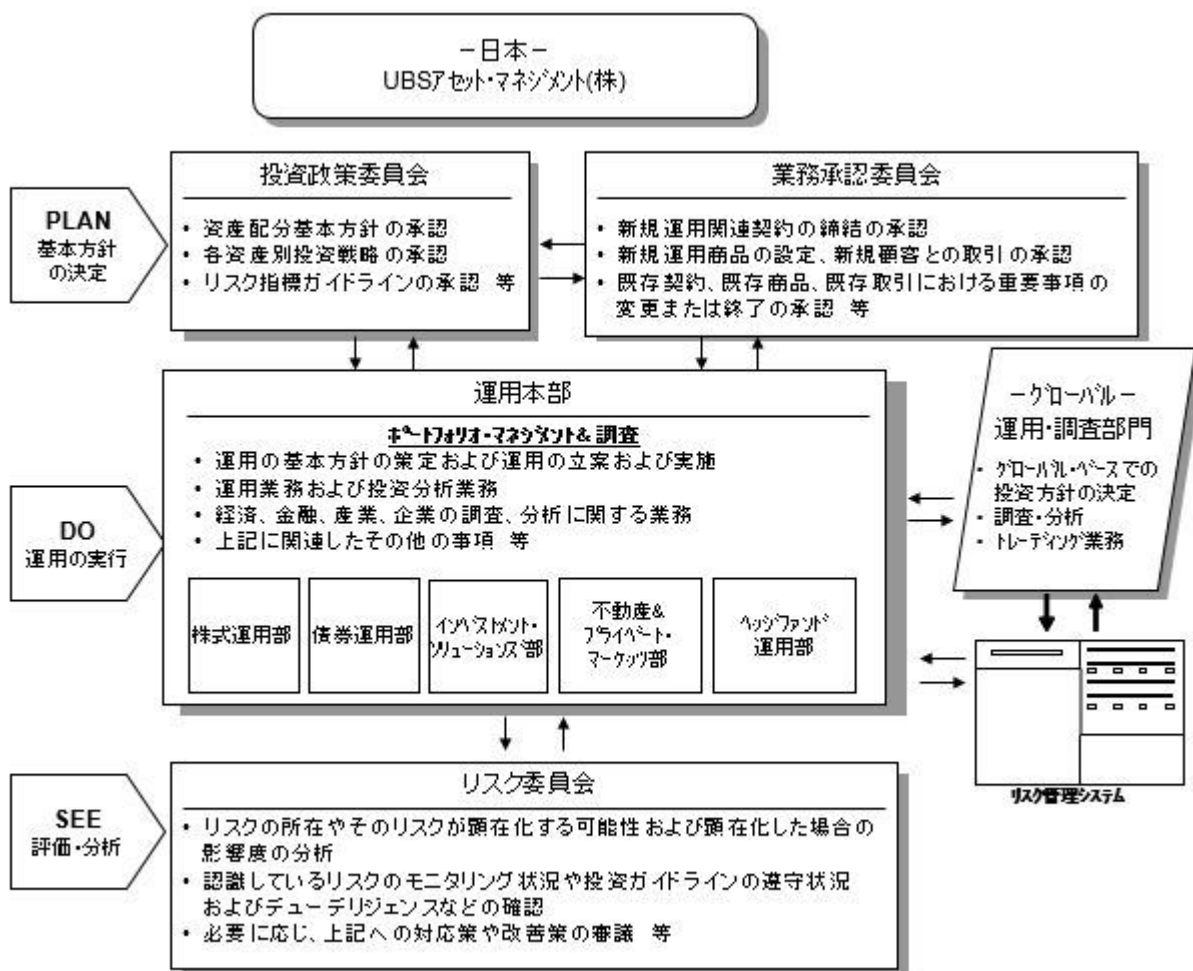 －日本－
UBSアセット・マネジメント(株)
投資政策委員会
• 資産配分基本方針の承認
• 各資産別投資戦略の承認
• リスク指標ガイドラインの承認 等
業務承認委員会
• 新規運用関連契約の締結の承認
• 新規運用商品の設定、新規顧客との取引の承認
• 既存契約、既存商品、既存取引における重要事項の
変更または終了の承認 等
PLAN
基本方針
の決定
運用本部
ポートフォリオ・マネジメント＆調査
• 運用の基本方針の策定および運用の立案および実施
• 運用業務および投資分析業務
• 経済、金融、産業、企業の調査、分析に関する業務
• 上記に関連したその他の事項 等
株式運用部
債券運用部
インベストメント・
ソリューションズ部
不動産＆
プライベート・
マーケッツ部
ヘッジファンド
運用部
DO
運用の実行
－グローバル－
運用・調査部門
• グローバル・ベースでの
投資方針の決定
• 調査・分析
• トレーディング業務
リスク管理システム
SEE
評価・分析
リスク委員会
• リスクの所在やそのリスクが顕在化する可能性および顕在化した場合の
影響度の分析
• 認識しているリスクのモニタリング状況や投資ガイドラインの遵守状況
およびデューデリジェンスなどの確認
• 必要に応じ、上記への対応策や改善策の審議 等